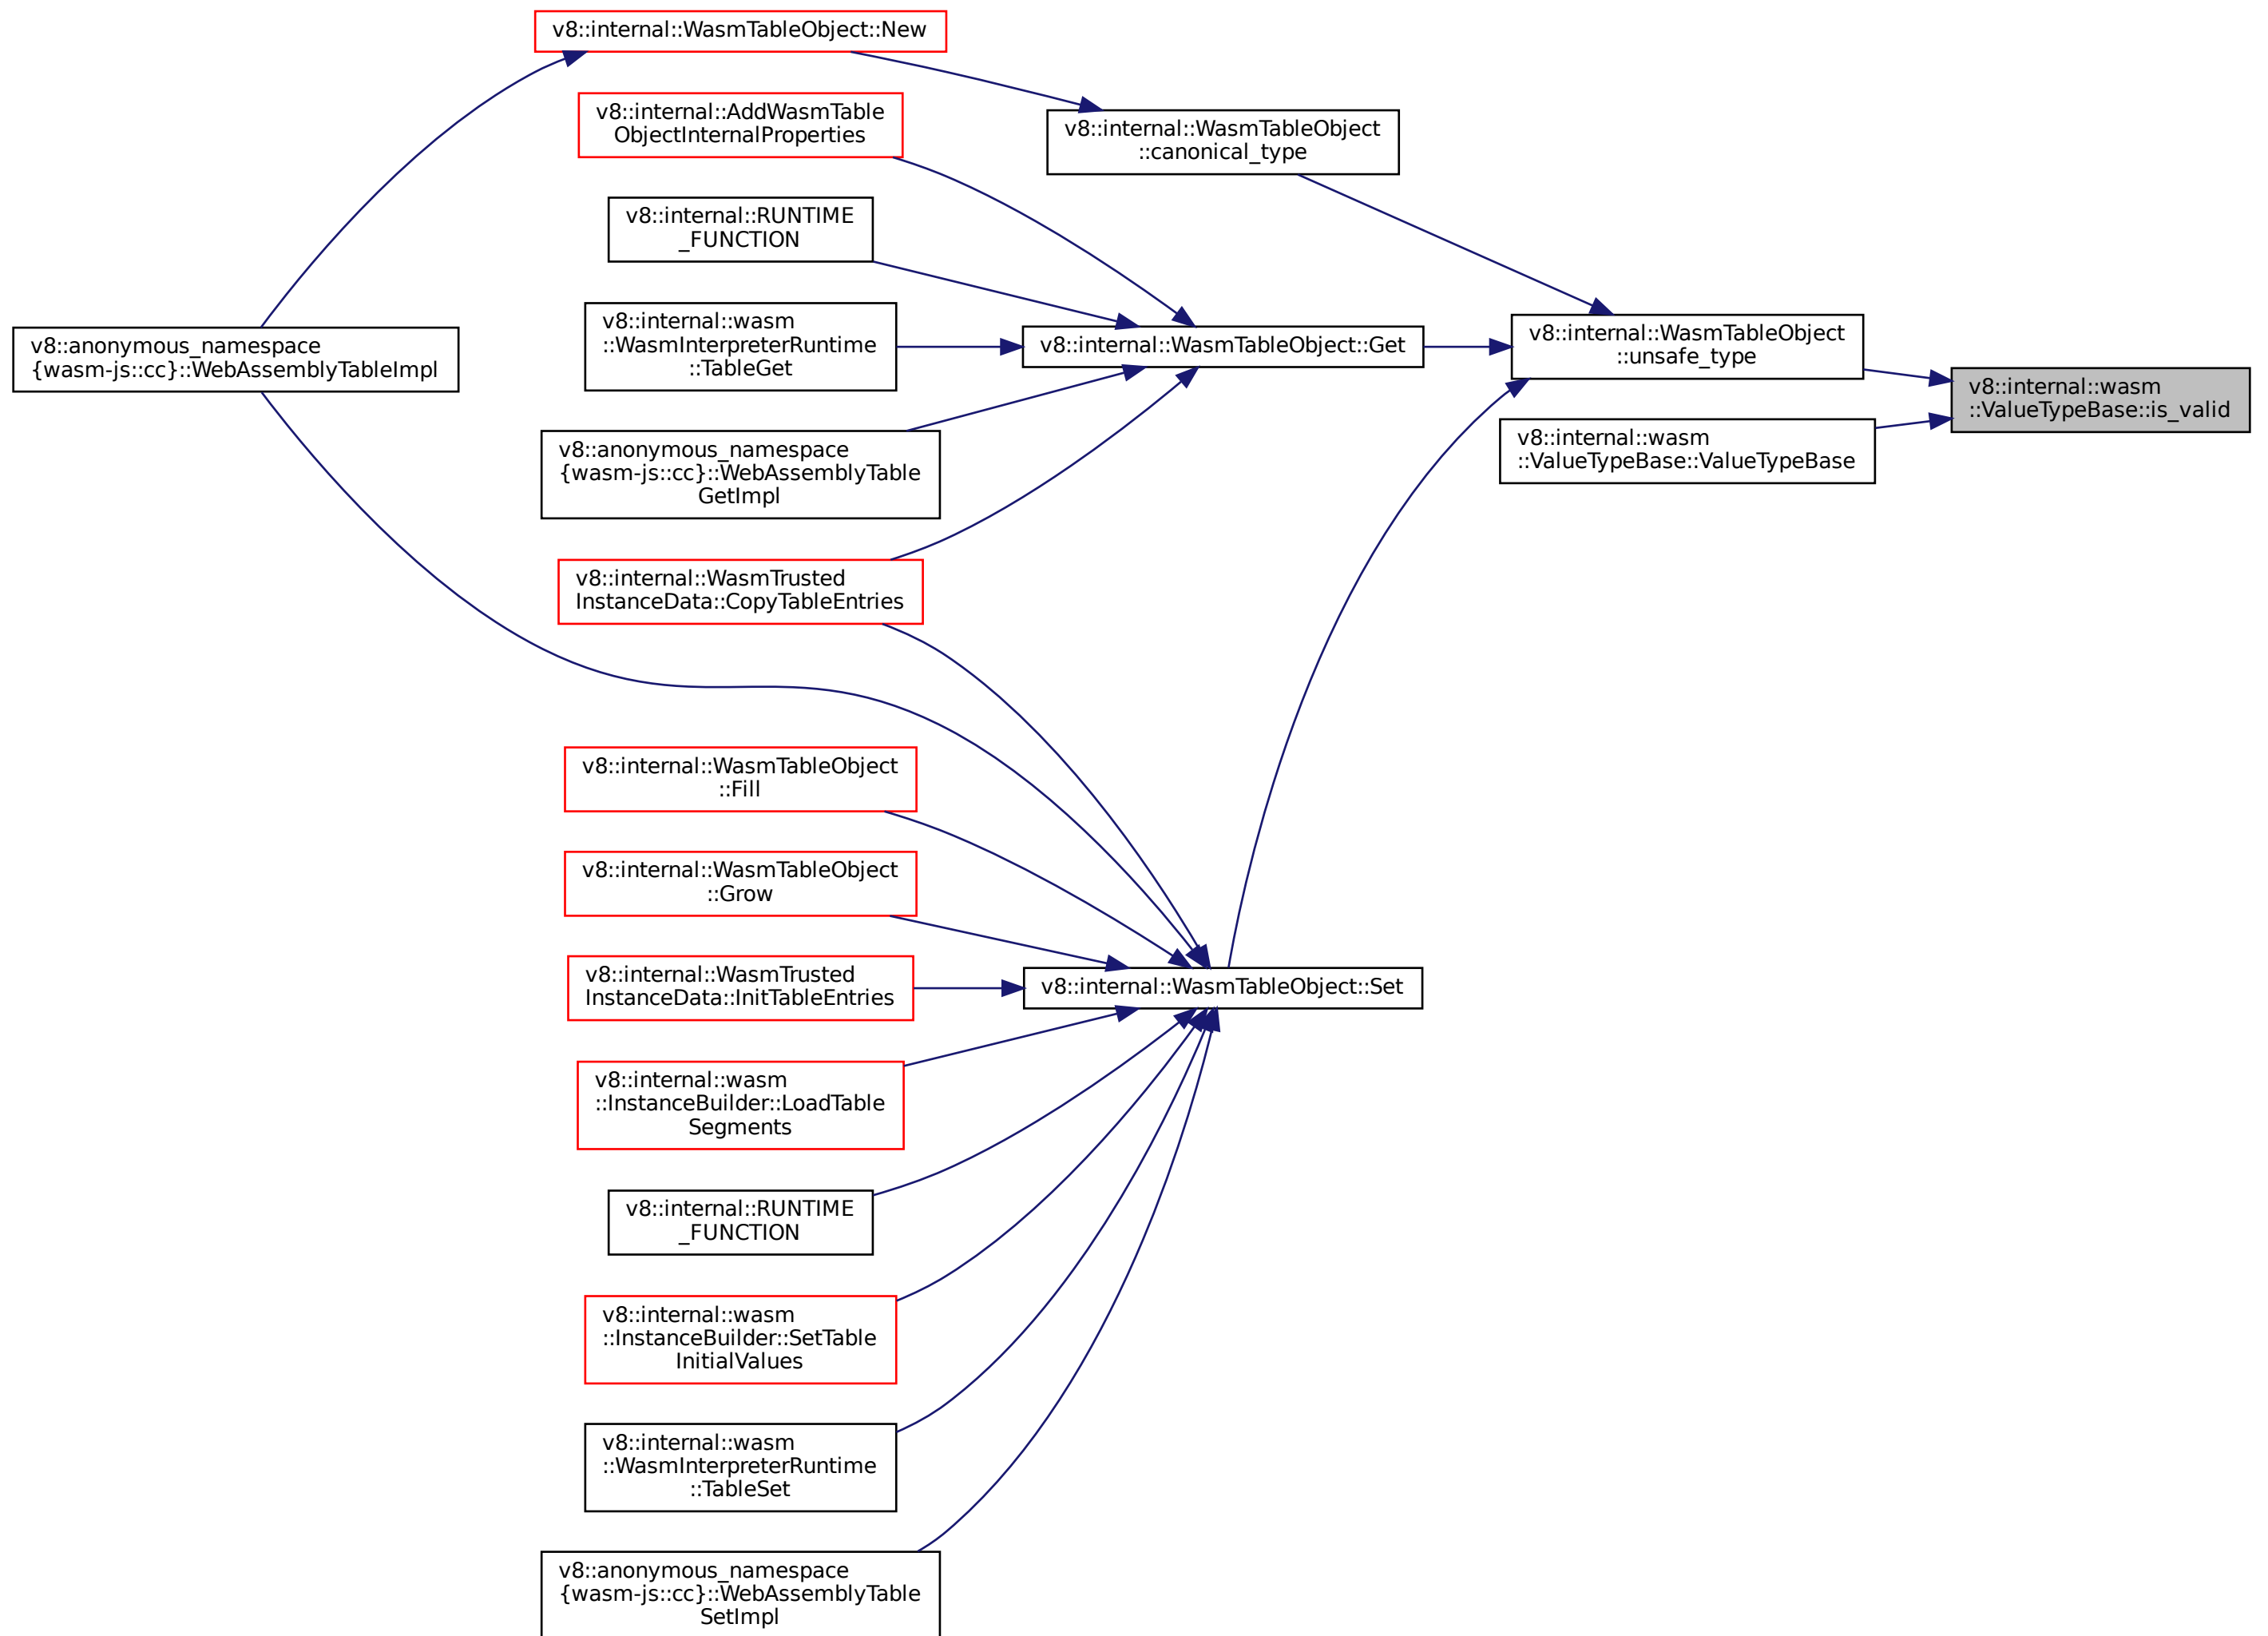 v8::internal::WasmTableObject::New
v8::internal::AddWasmTable
ObjectInternalProperties
v8::internal::WasmTableObject
::canonical_type
v8::internal::RUNTIME
_FUNCTION
v8::internal::wasm
::WasmInterpreterRuntime
::TableGet
v8::anonymous_namespace
{wasm-js::cc}::WebAssemblyTableImpl
v8::internal::WasmTableObject::Get
v8::internal::WasmTableObject
::unsafe_type
v8::internal::wasm
::ValueTypeBase::is_valid
v8::internal::wasm
::ValueTypeBase::ValueTypeBase
v8::anonymous_namespace
{wasm-js::cc}::WebAssemblyTable
GetImpl
v8::internal::WasmTrusted
InstanceData::CopyTableEntries
v8::internal::WasmTableObject
::Fill
v8::internal::WasmTableObject
::Grow
v8::internal::WasmTrusted
InstanceData::InitTableEntries
v8::internal::WasmTableObject::Set
v8::internal::wasm
::InstanceBuilder::LoadTable
Segments
v8::internal::RUNTIME
_FUNCTION
v8::internal::wasm
::InstanceBuilder::SetTable
InitialValues
v8::internal::wasm
::WasmInterpreterRuntime
::TableSet
v8::anonymous_namespace
{wasm-js::cc}::WebAssemblyTable
SetImpl